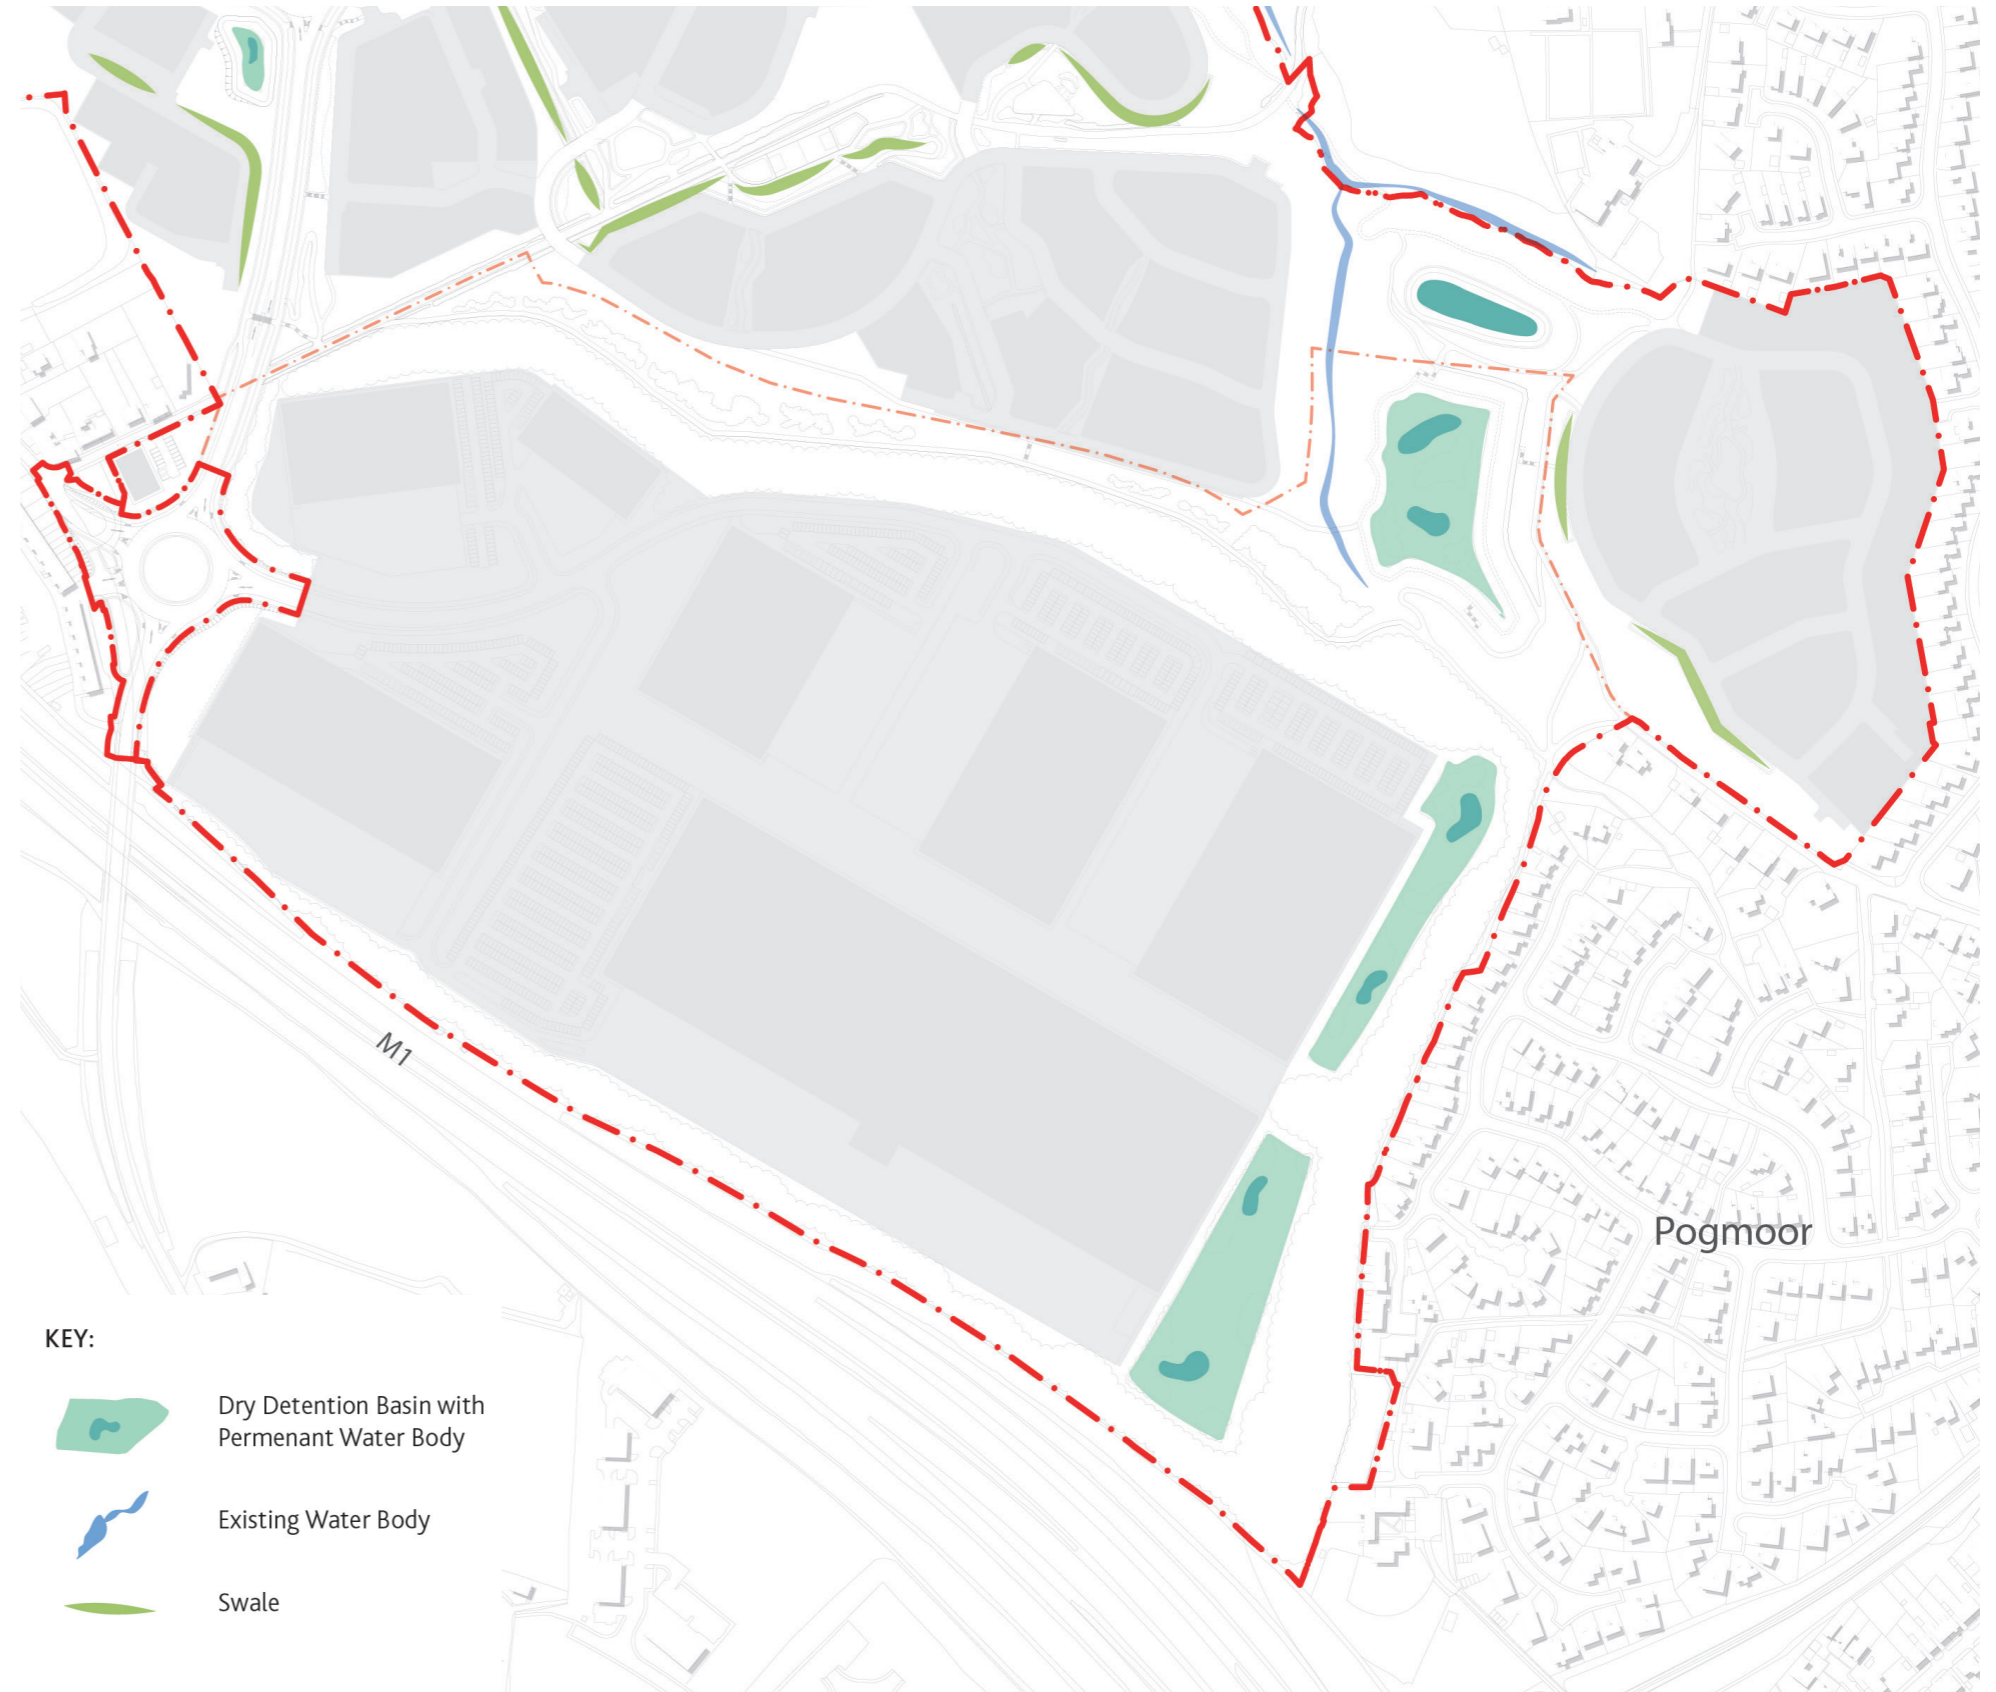 M1
Pogmoor
KEY:
Dry Detention Basin with
Permenant Water Body
Existing Water Body
Swale